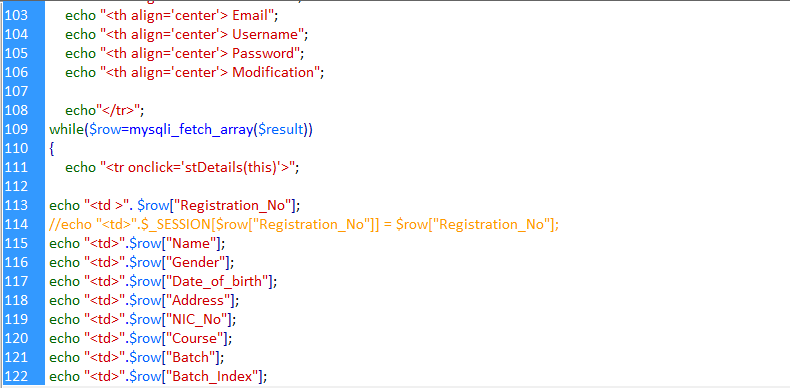 103 echo "<th align='center'> Email";
104 echo "<th align='center'> Username";
105 echo "<th align='center'> Password";
106 echo "<th align='center'> Modification";
107
108 echo"</tr>";
109 while($row=mysqli_fetch_array($result))
110 {
111 echo "<tr onclick='stDetails(this)'>";
112
113 echo "<td >". $row["Registration_No"];
114 //echo "<td>".$_SESSION[$row["Registration_No"]] = $row["Registration_No"];
115 echo "<td>".$row["Name"];
116 echo "<td>".$row["Gender"];
117 echo "<td>".$row["Date_of_birth"];
118 echo "<td>".$row["Address"];
119 echo "<td>".$row["NIC_No"];
120 echo "<td>".$row["Course"];
121 echo "<td>".$row["Batch"];
122 echo "<td>".$row["Batch_Index"];